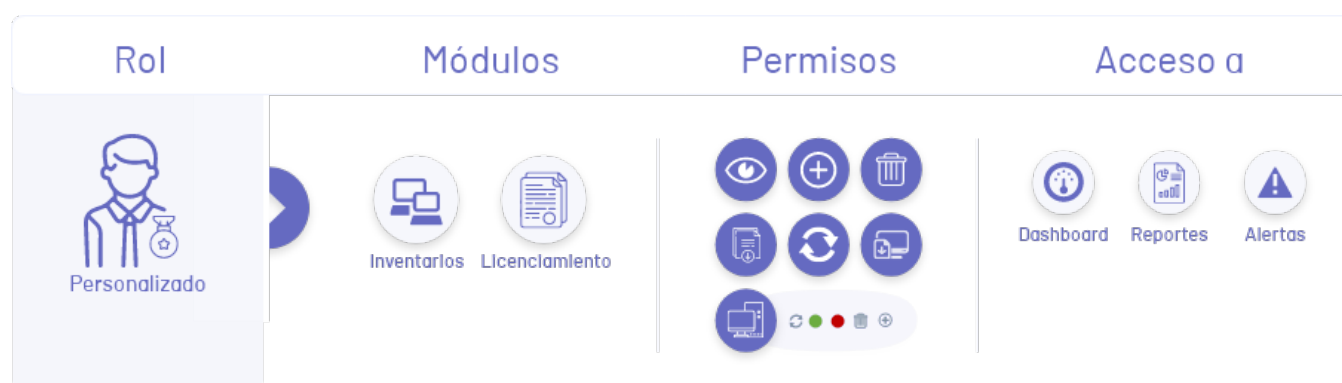 Rol
Módulos
Permisos
Acceso a
Personalizado
Inventarios
Licenciamiento
Dashboard
Reportes
Alertas